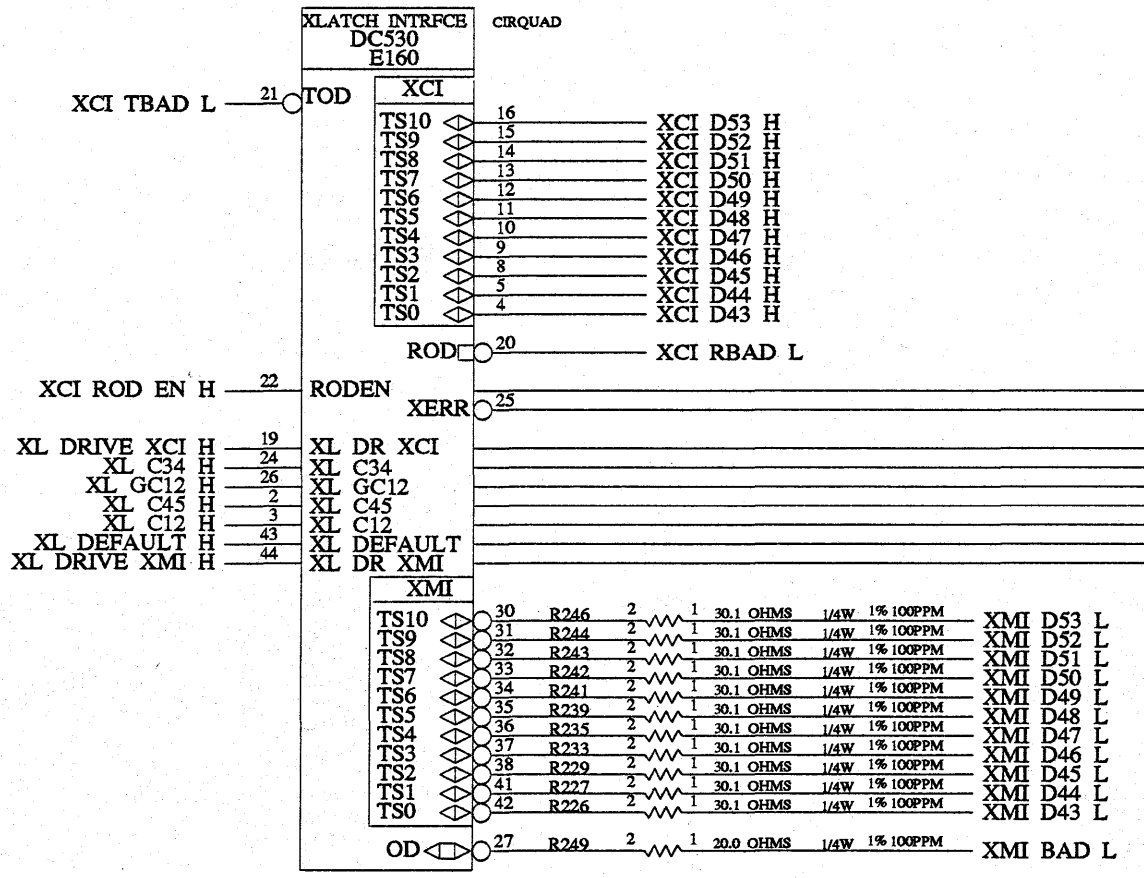 XLATCH INTRFCE CIRQUAD
DC530
E160
XCI TBAD L 21 TOD XCI
TS10 16 XCI D53 H
TS9 15 XCI D52 H
TS8 14 XCI D51 H
TS7 13 XCI D50 H
TS6 12 XCI D49 H
TS5 11 XCI D48 H
TS4 10 XCI D47 H
TS3 9 XCI D46 H
TS2 8 XCI D45 H
TS1 5 XCI D44 H
TS0 4 XCI D43 H
ROD 20 XCI RBAD L
XCI ROD EN H 22 RODEN
XERR 25
XL DRIVE XCI H 19 XL DR XCI
XL C34 H 24 XL C34
XL GC12 H 26 XL GC12
XL C45 H 2 XL C45
XL C12 H 3 XL C12
XL DEFAULT H 43 XL DEFAULT
XL DRIVE XMI H 44 XL DR XMI
XMI
TS10 30 R246 2 1 30.1 OHMS 1/4W 1% 100PPM XMI D53 L
TS9 31 R244 2 1 30.1 OHMS 1/4W 1% 100PPM XMI D52 L
TS8 32 R243 2 1 30.1 OHMS 1/4W 1% 100PPM XMI D51 L
TS7 33 R242 2 1 30.1 OHMS 1/4W 1% 100PPM XMI D50 L
TS6 34 R241 2 1 30.1 OHMS 1/4W 1% 100PPM XMI D49 L
TS5 35 R239 2 1 30.1 OHMS 1/4W 1% 100PPM XMI D48 L
TS4 36 R235 2 1 30.1 OHMS 1/4W 1% 100PPM XMI D47 L
TS3 37 R233 2 1 30.1 OHMS 1/4W 1% 100PPM XMI D46 L
TS2 38 R229 2 1 30.1 OHMS 1/4W 1% 100PPM XMI D45 L
TS1 41 R227 2 1 30.1 OHMS 1/4W 1% 100PPM XMI D44 L
TS0 42 R226 2 1 30.1 OHMS 1/4W 1% 100PPM XMI D43 L
OD 27 R249 2 1 20.0 OHMS 1/4W 1% 100PPM XMI BAD L